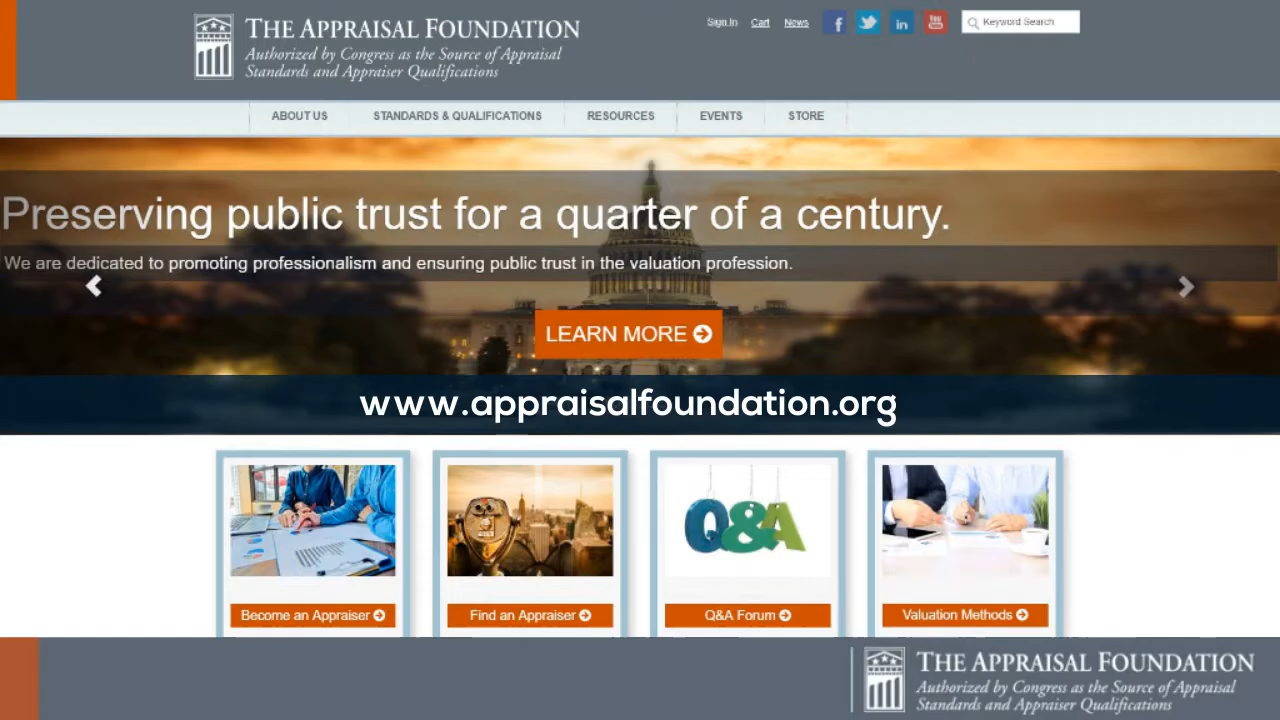 THE APPRAISAL FOUNDATION
Authorized by Congress as the Source of Appraisal
Standards and Appraiser Qualifications
Sign In Cart News
f in You Tube Keyword Search
ABOUT US STANDARDS & QUALIFICATIONS RESOURCES EVENTS STORE
Preserving public trust for a quarter of a century.
We are dedicated to promoting professionalism and ensuring public trust in the valuation profession.
LEARN MORE
www.appraisalfoundation.org
Q&A
Become an Appraiser Find an Appraiser Q&A Forum Valuation Methods
THE APPRAISAL FOUNDATION
Authorized by Congress as the Source of Appraisal
Standards and Appraiser Qualifications